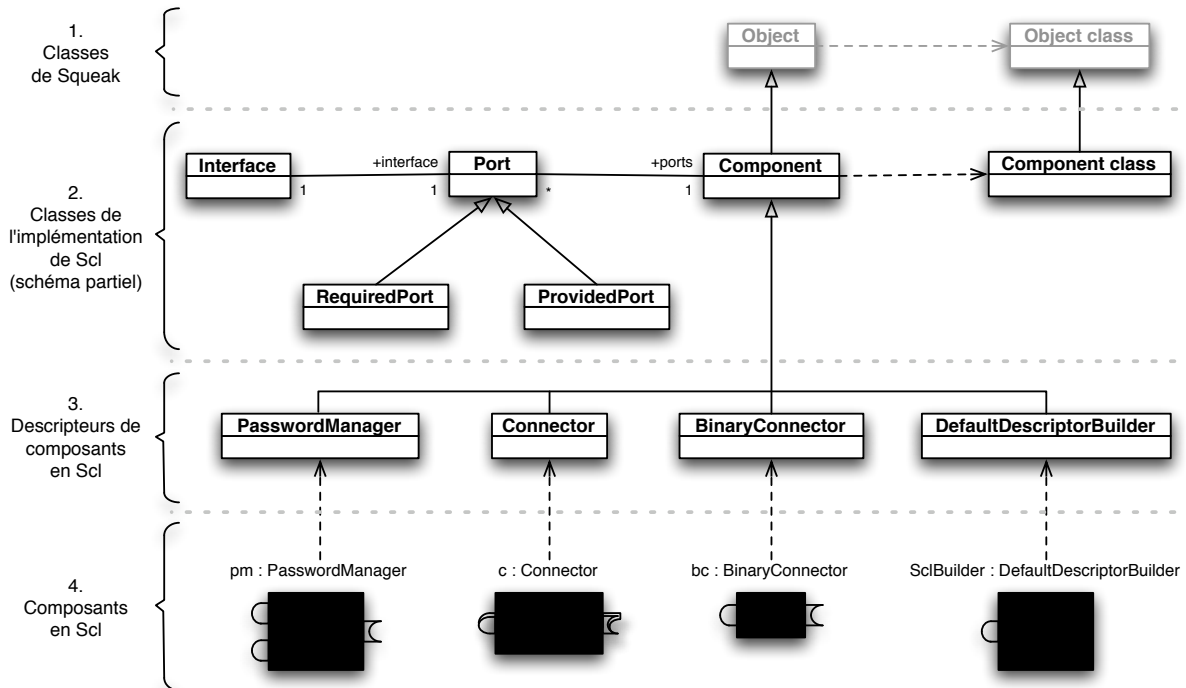 1.
Classes
de Squeak
Object
Object class
2.
Classes de
l'implémentation
de Scl
(schéma partiel)
Interface
1
+interface
1
Port
*
+ports
1
Component
Component class
RequiredPort
ProvidedPort
3.
Descripteurs de
composants
en Scl
PasswordManager
Connector
BinaryConnector
DefaultDescriptorBuilder
4.
Composants
en Scl
pm : PasswordManager
c : Connector
bc : BinaryConnector
SclBuilder : DefaultDescriptorBuilder